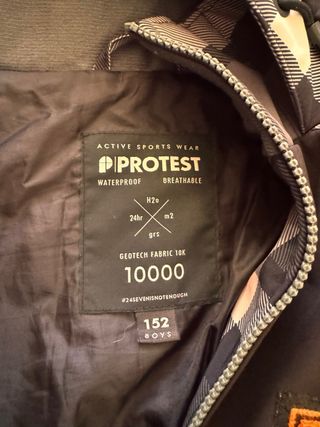 ACTIVE SPORTS WEAR
PROTEST
WATERPROOF BREATHABLE
H2o
24hr m2
grs
GEOTECH FABRIC 10K
10000
#24SEVENISNOTENOUGH
152
BOYS